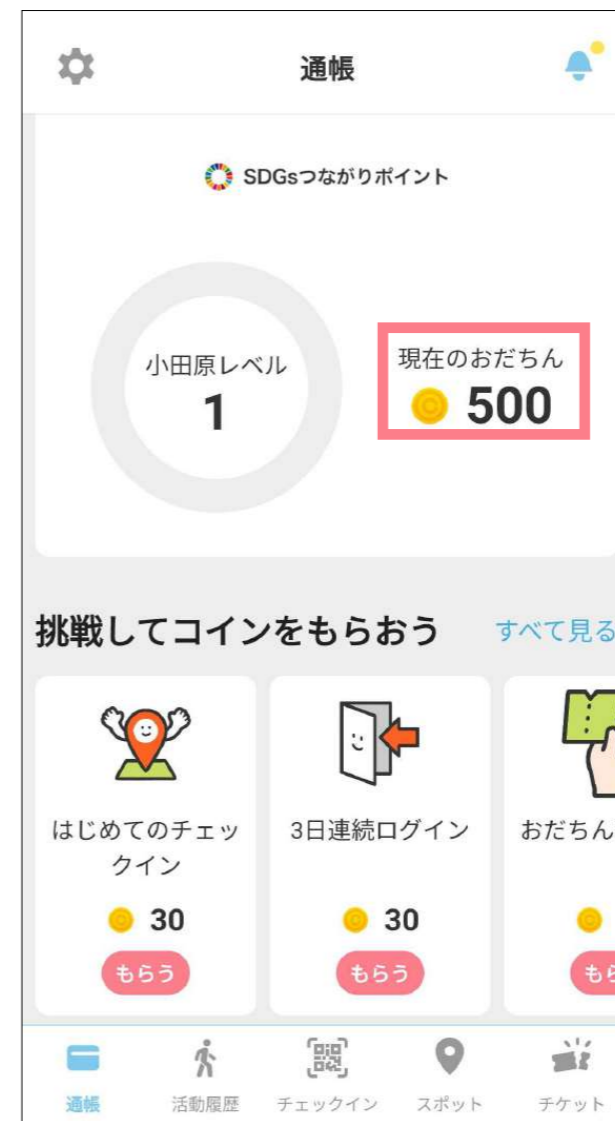 通帳
SDGsつながりポイント
小田原レベル
1
現在のおだちん
500
挑戦してコインをもらおう
すべて見る
はじめてのチェッ
クイン
30
もらう
3日連続ログイン
30
もらう
おだちん
もら
通帳
活動履歴
チェックイン
スポット
チケット